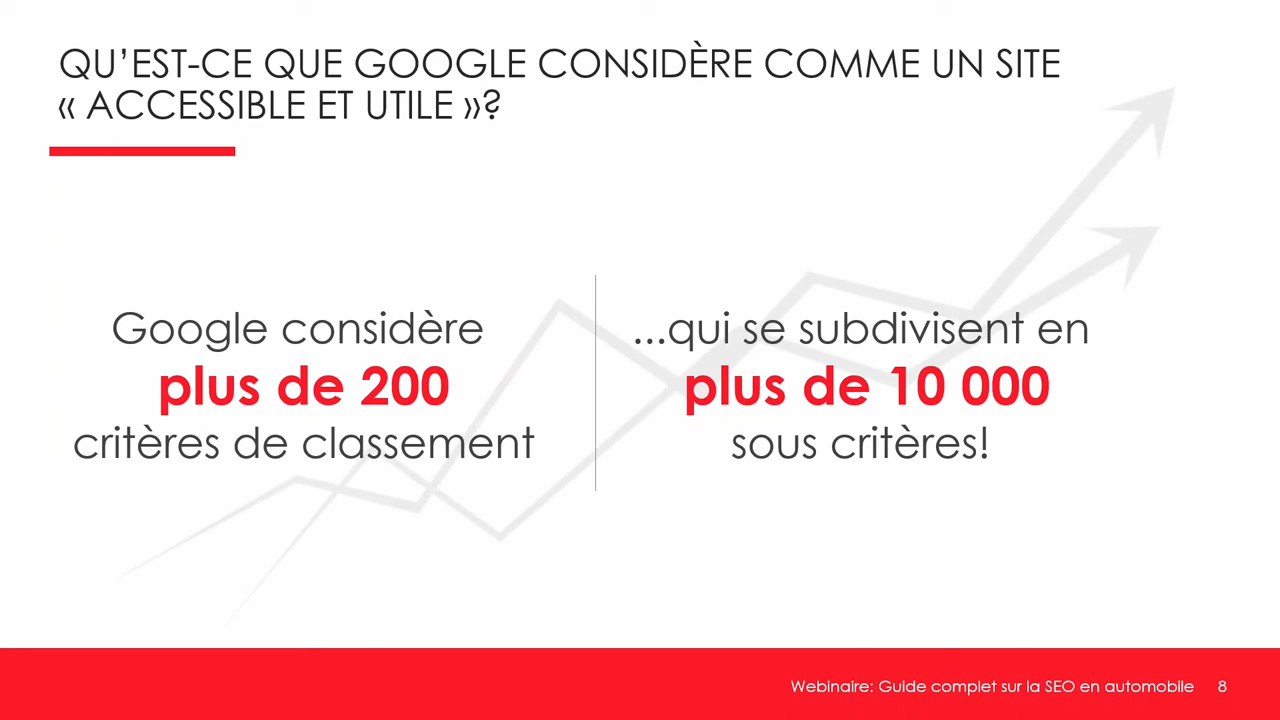 QU’EST-CE QUE GOOGLE CONSIDÈRE COMME UN SITE
« ACCESSIBLE ET UTILE »?
Google considère
plus de 200
critères de classement
...qui se subdivisent en
plus de 10 000
sous critères!
Webinaire: Guide complet sur la SEO en automobile 8